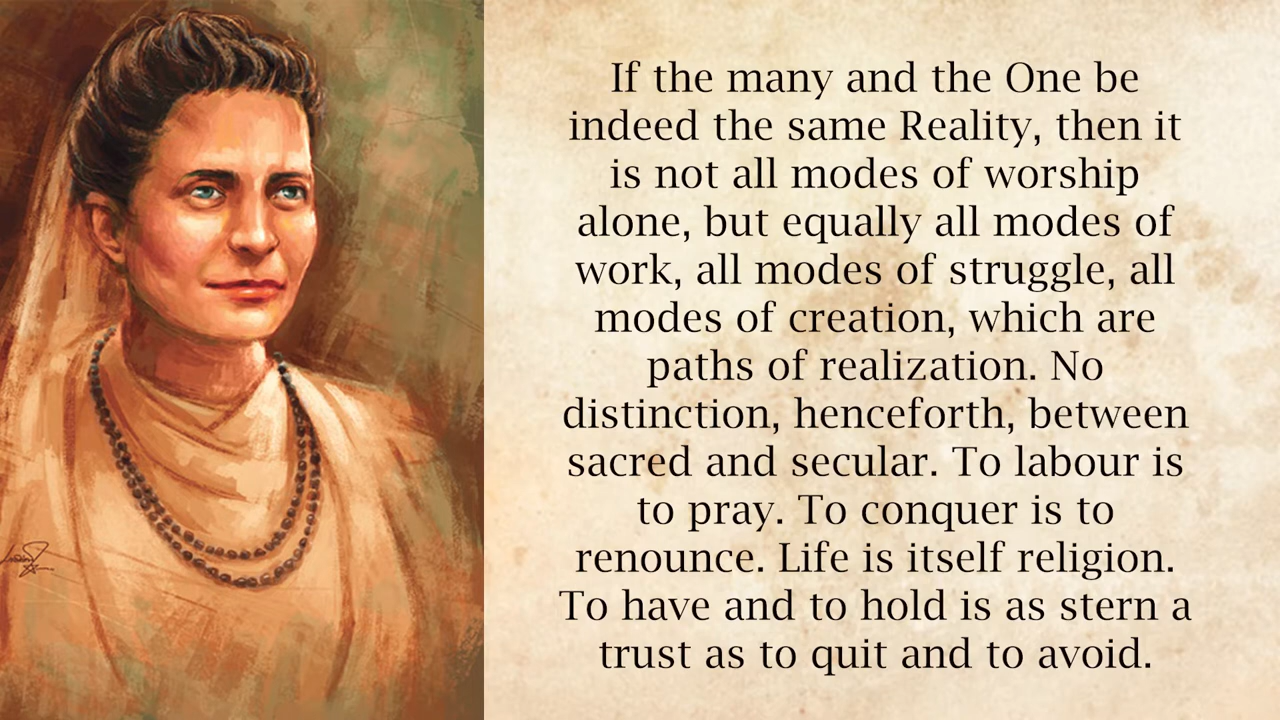 If the many and the One be
indeed the same Reality, then it
is not all modes of worship
alone, but equally all modes of
work, all modes of struggle, all
modes of creation, which are
paths of realization. No
distinction, henceforth, between
sacred and secular. To labour is
to pray. To conquer is to
renounce. Life is itself religion.
To have and to hold is as stern a
trust as to quit and to avoid.